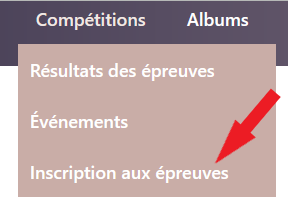 Compétitions Albums
Résultats des épreuves
Événements
Inscription aux épreuves